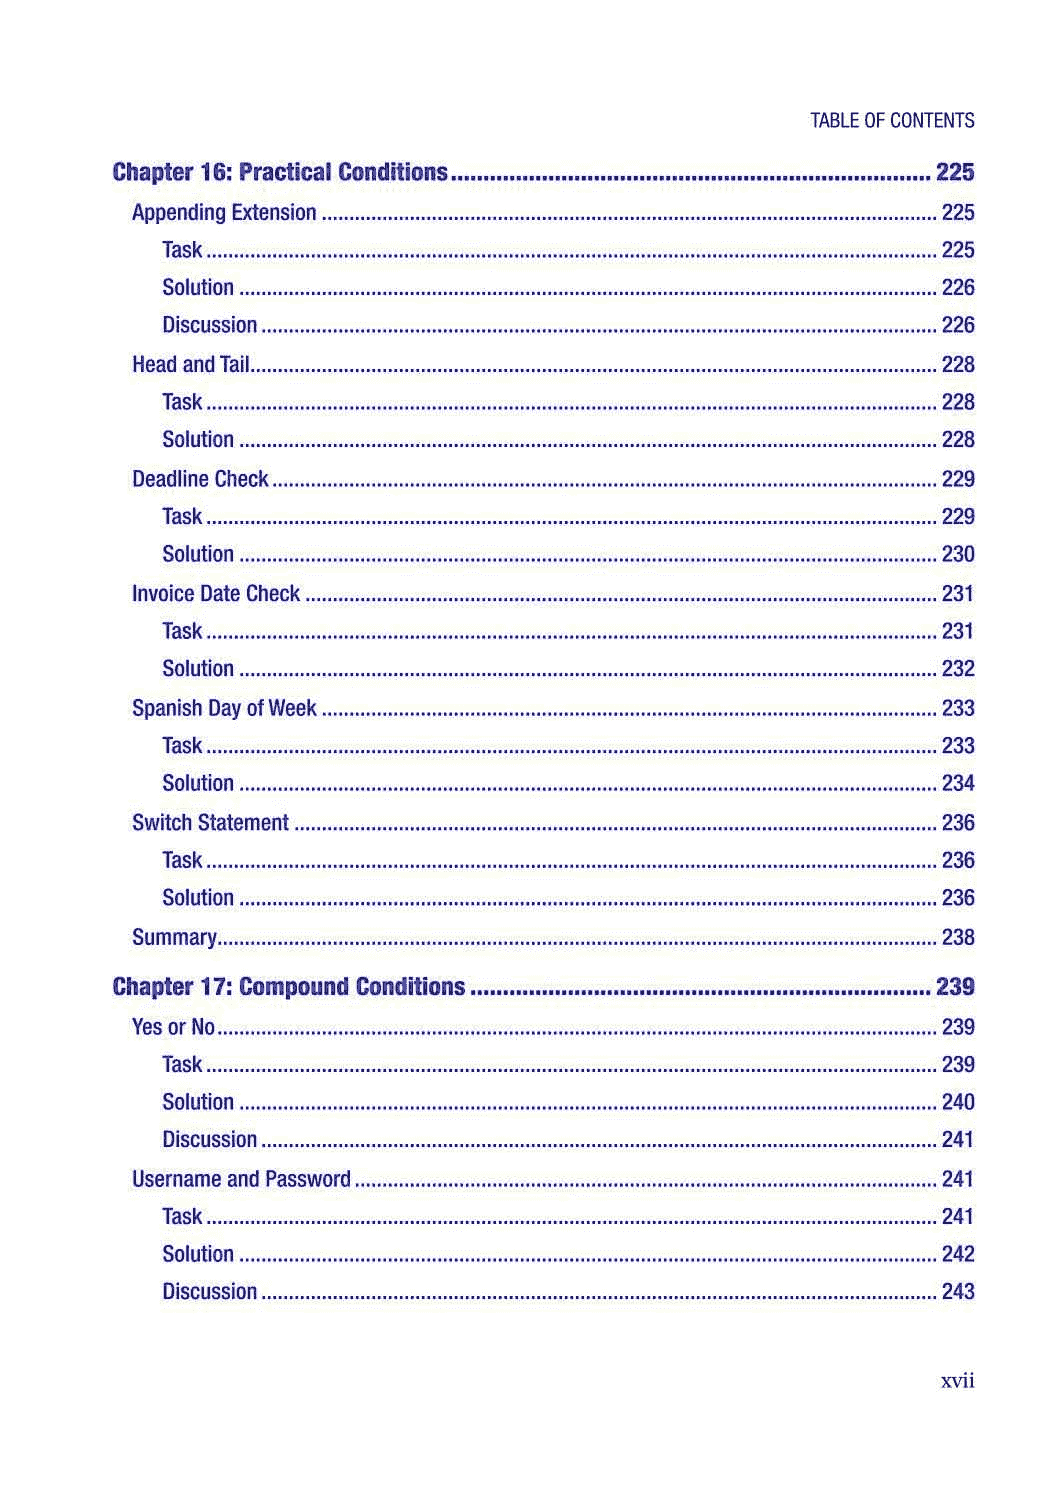 TABLE OF CONTENTS
Chapter 16: Practical Conditions.......................................................................... 225
Appending Extension ................................................................................................................ 225
Task ..................................................................................................................................... 225
Solution ............................................................................................................................... 226
Discussion ........................................................................................................................... 226
Head and Tail............................................................................................................................. 228
Task ..................................................................................................................................... 228
Solution ............................................................................................................................... 228
Deadline Check ......................................................................................................................... 229
Task ..................................................................................................................................... 229
Solution ............................................................................................................................... 230
Invoice Date Check ................................................................................................................... 231
Task ..................................................................................................................................... 231
Solution ............................................................................................................................... 232
Spanish Day of Week ................................................................................................................ 233
Task ..................................................................................................................................... 233
Solution ............................................................................................................................... 234
Switch Statement ..................................................................................................................... 236
Task ..................................................................................................................................... 236
Solution ............................................................................................................................... 236
Summary................................................................................................................................... 238
Chapter 17: Compound Conditions ....................................................................... 239
Yes or No................................................................................................................................... 239
Task ..................................................................................................................................... 239
Solution ............................................................................................................................... 240
Discussion ........................................................................................................................... 241
Username and Password .......................................................................................................... 241
Task ..................................................................................................................................... 241
Solution ............................................................................................................................... 242
Discussion ........................................................................................................................... 243
xvii